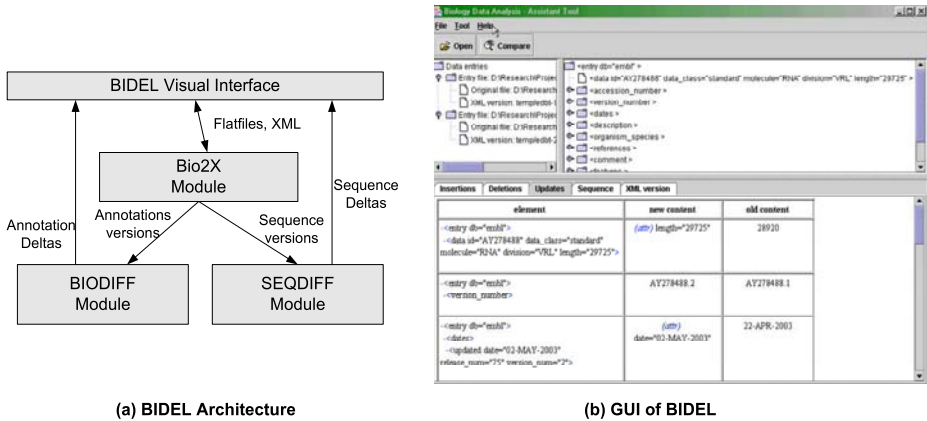 BIDEL Visual Interface
Flatfiles, XML
Bio2X
Module
Annotation
Deltas
Annotations
versions
Sequence
versions
Sequence
Deltas
BIODIFF
Module
SEQDIFF
Module
(a) BIDEL Architecture
Biology Data Analysis - Assistant Tool
File Tool Help
Open Compare
Data entries
Entry file: D:\Research\Projec
Original file: D:\Research
XML version: tempfiledbt-1
Entry file: D:\Research\Projec
Original file: D:\Research
XML version:
<entry db="embl" >
<data id="AY278488" data_class="standard" molecule="RNA" division="VRL" length="29725" >
<accession_number >
<version_number >
<dates >
<description >
<organism_species >
<references >
<comment >
Insertions Deletions Updates Sequence XML version
element new content old content
-<entry db="embl">
-<data id="AY278488" data_class="standard"
molecule="RNA" division="VRL" length="29725">
(attr) length="29725"
28920
-<entry db="embl">
-<version_number>
AY278488.2
AY278488.1
-<entry db="embl">
-<dates>
-<updated date="02-MAY-2003"
release_num="75" version_num="2">
(attr)
date="02-MAY-2003"
22-APR-2003
(b) GUI of BIDEL